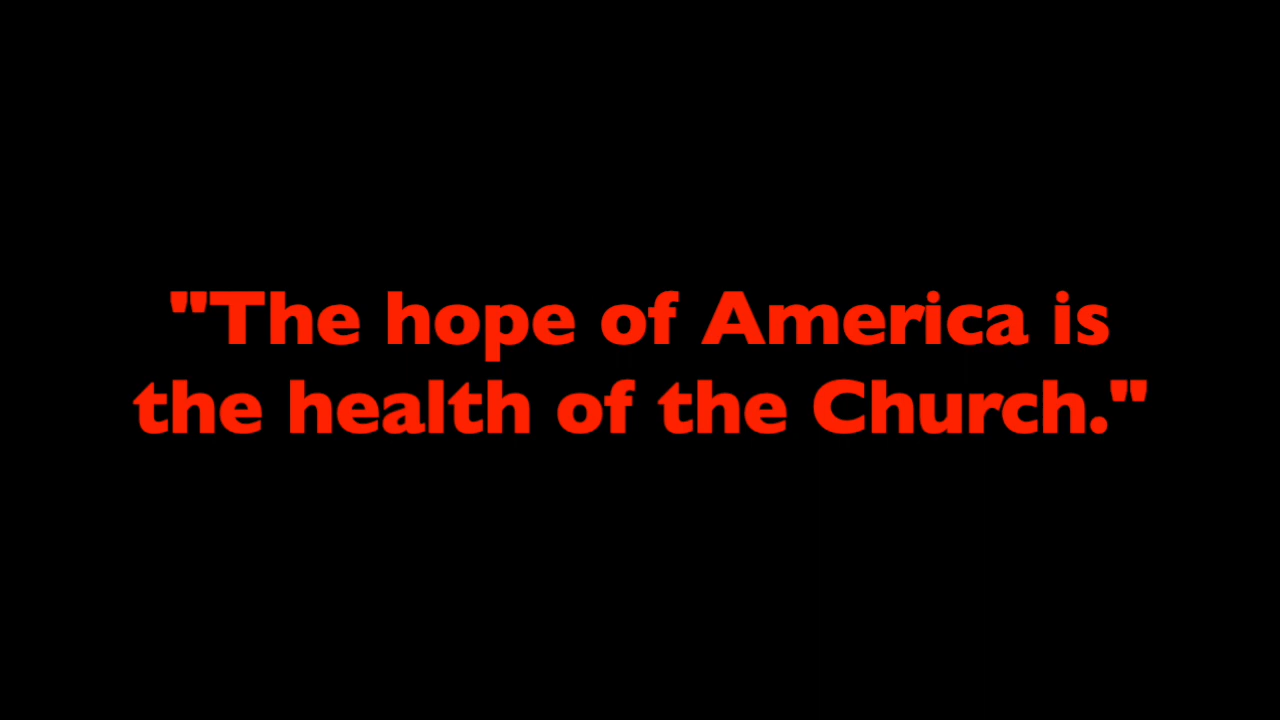 "The hope of America is
the health of the Church."